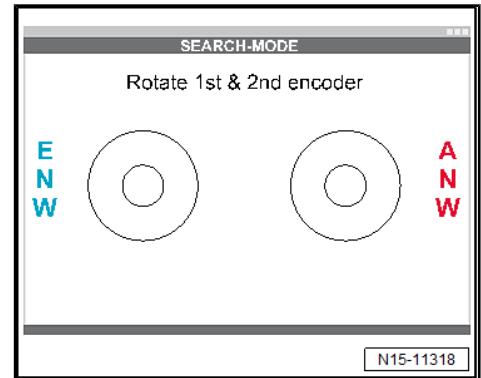 SEARCH-MODE
Rotate 1st & 2nd encoder
E
N
W
A
N
W
N15-11318